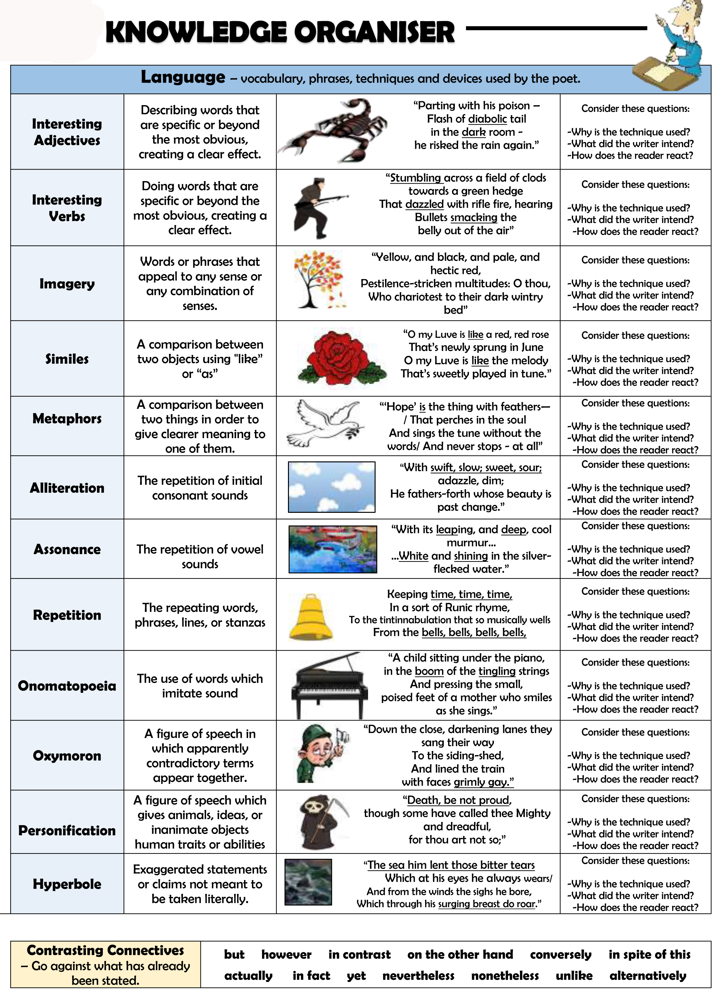 KNOWLEDGE ORGANISER
Language – vocabulary, phrases, techniques and devices used by the poet.
Interesting
Adjectives
Describing words that
are specific or beyond
the most obvious,
creating a clear effect.
“Parting with his poison –
Flash of diabolic tail
in the dark room -
he risked the rain again.”
Consider these questions:
-Why is the technique used?
-What did the writer intend?
-How does the reader react?
Interesting
Verbs
Doing words that are
specific or beyond the
most obvious, creating a
clear effect.
“Stumbling across a field of clods
towards a green hedge
That dazzled with rifle fire, hearing
Bullets smacking the
belly out of the air”
Consider these questions:
-Why is the technique used?
-What did the writer intend?
-How does the reader react?
Imagery
Words or phrases that
appeal to any sense or
any combination of
senses.
“Yellow, and black, and pale, and
hectic red,
Pestilence-stricken multitudes: O thou,
Who chariotest to their dark wintry
bed”
Consider these questions:
-Why is the technique used?
-What did the writer intend?
-How does the reader react?
Similes
A comparison between
two objects using "like”
or “as”
“O my Luve is like a red, red rose
That’s newly sprung in June
O my Luve is like the melody
That’s sweetly played in tune.”
Consider these questions:
-Why is the technique used?
-What did the writer intend?
-How does the reader react?
Metaphors
A comparison between
two things in order to
give clearer meaning to
one of them.
“‘Hope’ is the thing with feathers—
/ That perches in the soul
And sings the tune without the
words/ And never stops - at all”
Consider these questions:
-Why is the technique used?
-What did the writer intend?
-How does the reader react?
Alliteration
The repetition of initial
consonant sounds
“With swift, slow; sweet, sour;
adazzle, dim;
He fathers-forth whose beauty is
past change.”
Consider these questions:
-Why is the technique used?
-What did the writer intend?
-How does the reader react?
Assonance
The repetition of vowel
sounds
“With its leaping, and deep, cool
murmur…
…White and shining in the silver-
flecked water.”
Consider these questions:
-Why is the technique used?
-What did the writer intend?
-How does the reader react?
Repetition
The repeating words,
phrases, lines, or stanzas
Keeping time, time, time,
In a sort of Runic rhyme,
To the tintinnabulation that so musically wells
From the bells, bells, bells, bells,
Consider these questions:
-Why is the technique used?
-What did the writer intend?
-How does the reader react?
Onomatopoeia
The use of words which
imitate sound
“A child sitting under the piano,
in the boom of the tingling strings
And pressing the small,
poised feet of a mother who smiles
as she sings.”
Consider these questions:
-Why is the technique used?
-What did the writer intend?
-How does the reader react?
Oxymoron
A figure of speech in
which apparently
contradictory terms
appear together.
“Down the close, darkening lanes they
sang their way
To the siding-shed,
And lined the train
with faces grimly gay.”
Consider these questions:
-Why is the technique used?
-What did the writer intend?
-How does the reader react?
Personification
A figure of speech which
gives animals, ideas, or
inanimate objects
human traits or abilities
“Death, be not proud,
though some have called thee Mighty
and dreadful,
for thou art not so;”
Consider these questions:
-Why is the technique used?
-What did the writer intend?
-How does the reader react?
Hyperbole
Exaggerated statements
or claims not meant to
be taken literally.
“The sea him lent those bitter tears
Which at his eyes he always wears/
And from the winds the sighs he bore,
Which through his surging breast do roar.”
Consider these questions:
-Why is the technique used?
-What did the writer intend?
-How does the reader react?
Contrasting Connectives
– Go against what has already
been stated.
but however in contrast on the other hand conversely in spite of this
actually in fact yet nevertheless nonetheless unlike alternatively